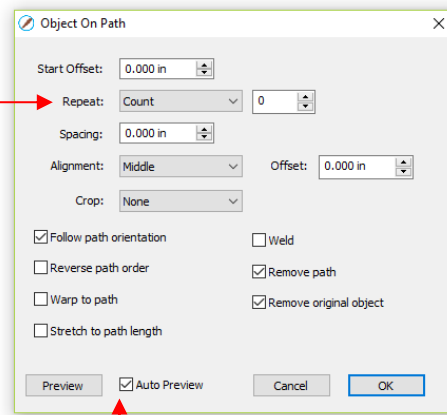 Object On Path
Start Offset: 0.000 in
Repeat: Count 0
Spacing: 0.000 in
Alignment: Middle Offset: 0.000 in
Crop: None
Follow path orientation Weld
Reverse path order Remove path
Warp to path Remove original object
Stretch to path length
Preview Auto Preview Cancel OK